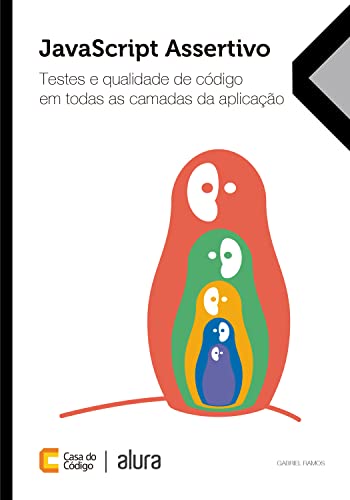 JavaScript Assertivo
Testes e qualidade de código
em todas as camadas da aplicação
Casa do
Código
alura
GABRIEL RAMOS